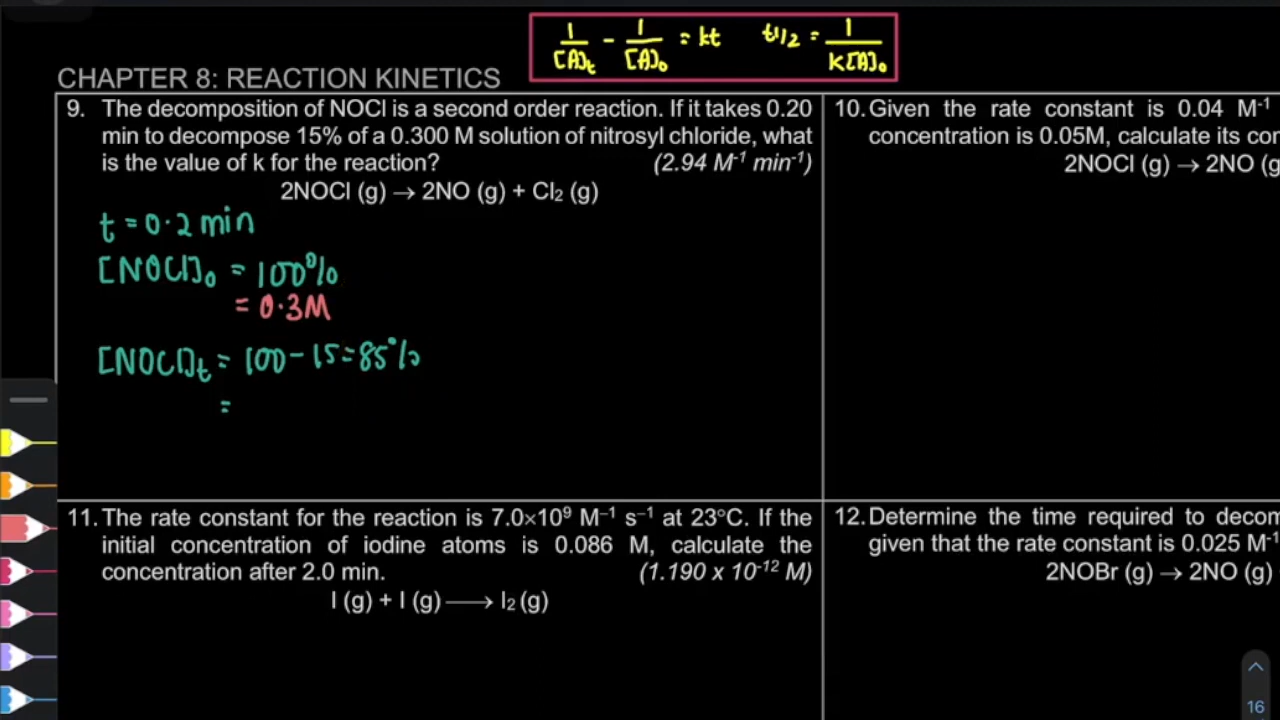 1/[A]t - 1/[A]₀ = kt t1/2 = 1/k[A]₀
CHAPTER 8: REACTION KINETICS
9. The decomposition of NOCl is a second order reaction. If it takes 0.20
min to decompose 15% of a 0.300 M solution of nitrosyl chloride, what
is the value of k for the reaction? (2.94 M⁻¹ min⁻¹)
2NOCl (g) → 2NO (g) + Cl₂ (g)
t = 0.2 min
[NOCl]₀ = 100%
= 0.3M
[NOCl]t = 100 - 15 = 85%
=
10. Given the rate constant is 0.04 M⁻¹
concentration is 0.05M, calculate its con
2NOCl (g) → 2NO (g
11. The rate constant for the reaction is 7.0×10⁹ M⁻¹ s⁻¹ at 23°C. If the
initial concentration of iodine atoms is 0.086 M, calculate the
concentration after 2.0 min. (1.190 x 10⁻¹² M)
I (g) + I (g) ⟶ I₂ (g)
12. Determine the time required to decom
given that the rate constant is 0.025 M⁻¹
2NOBr (g) → 2NO (g)
16